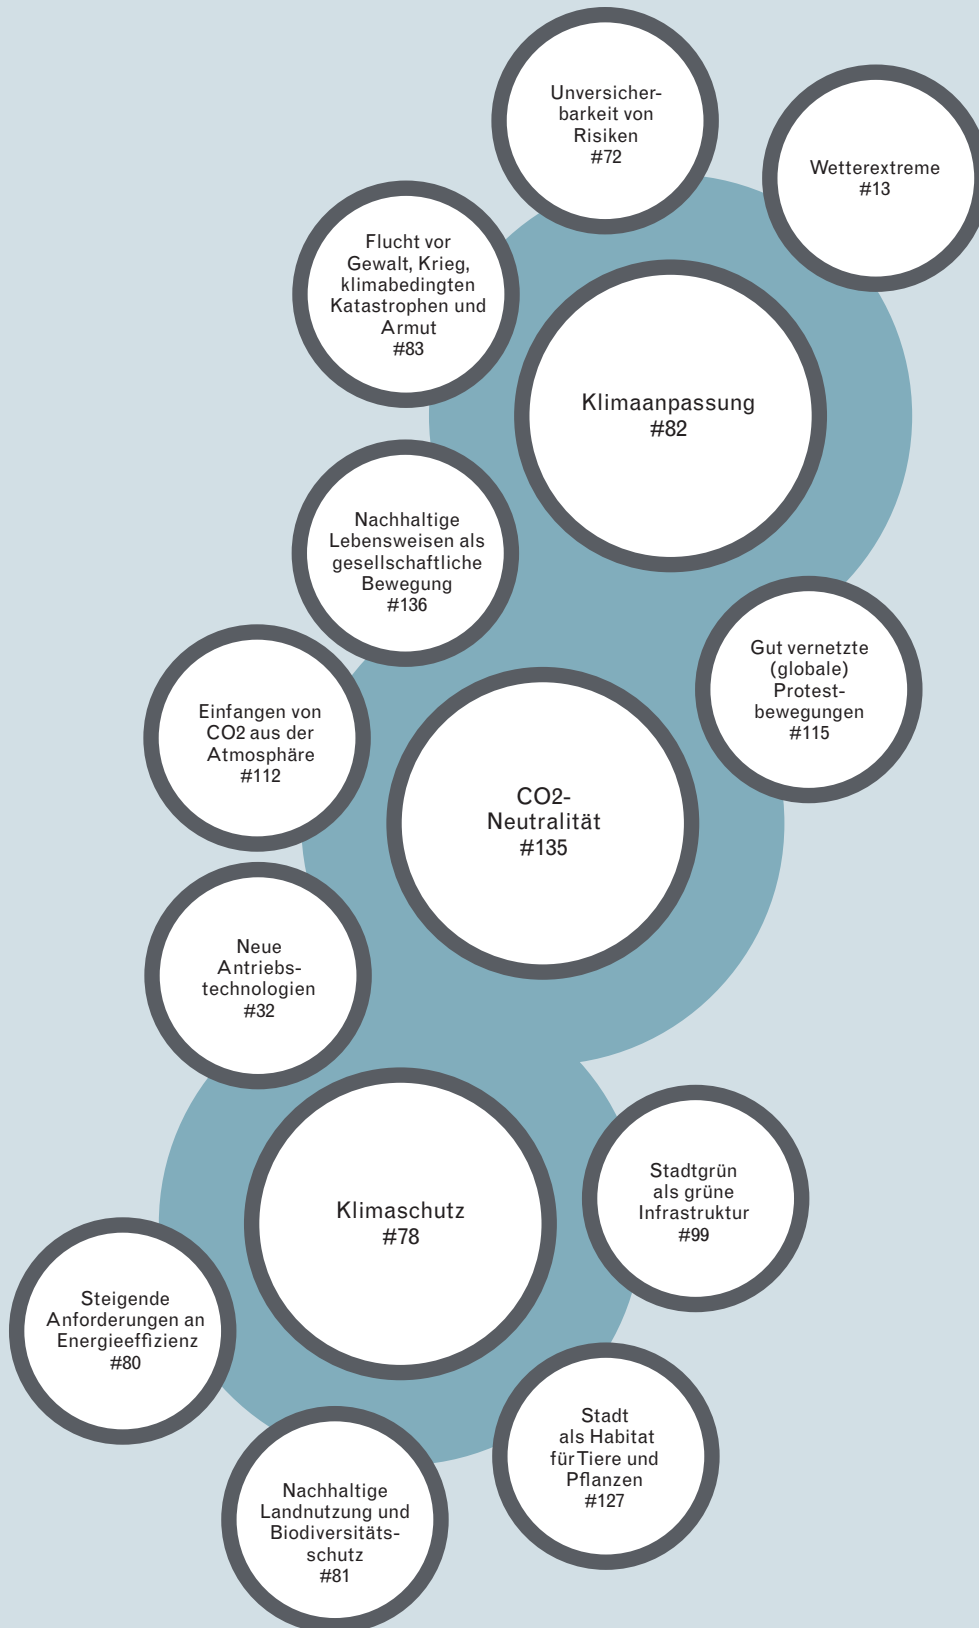 Unversicher-
barkeit von
Risiken
#72
Wetterextreme
#13
Flucht vor
Gewalt, Krieg,
klimabedingten
Katastrophen und
Armut
#83
Klimaanpassung
#82
Nachhaltige
Lebensweisen als
gesellschaftliche
Bewegung
#136
Gut vernetzte
(globale)
Protest-
bewegungen
#115
Einfangen von
CO2 aus der
Atmosphäre
#112
CO2-
Neutralität
#135
Neue
Antriebs-
technologien
#32
Klimaschutz
#78
Stadtgrün
als grüne
Infrastruktur
#99
Steigende
Anforderungen an
Energieeffizienz
#80
Stadt
als Habitat
für Tiere und
Pflanzen
#127
Nachhaltige
Landnutzung und
Biodiversitäts-
schutz
#81